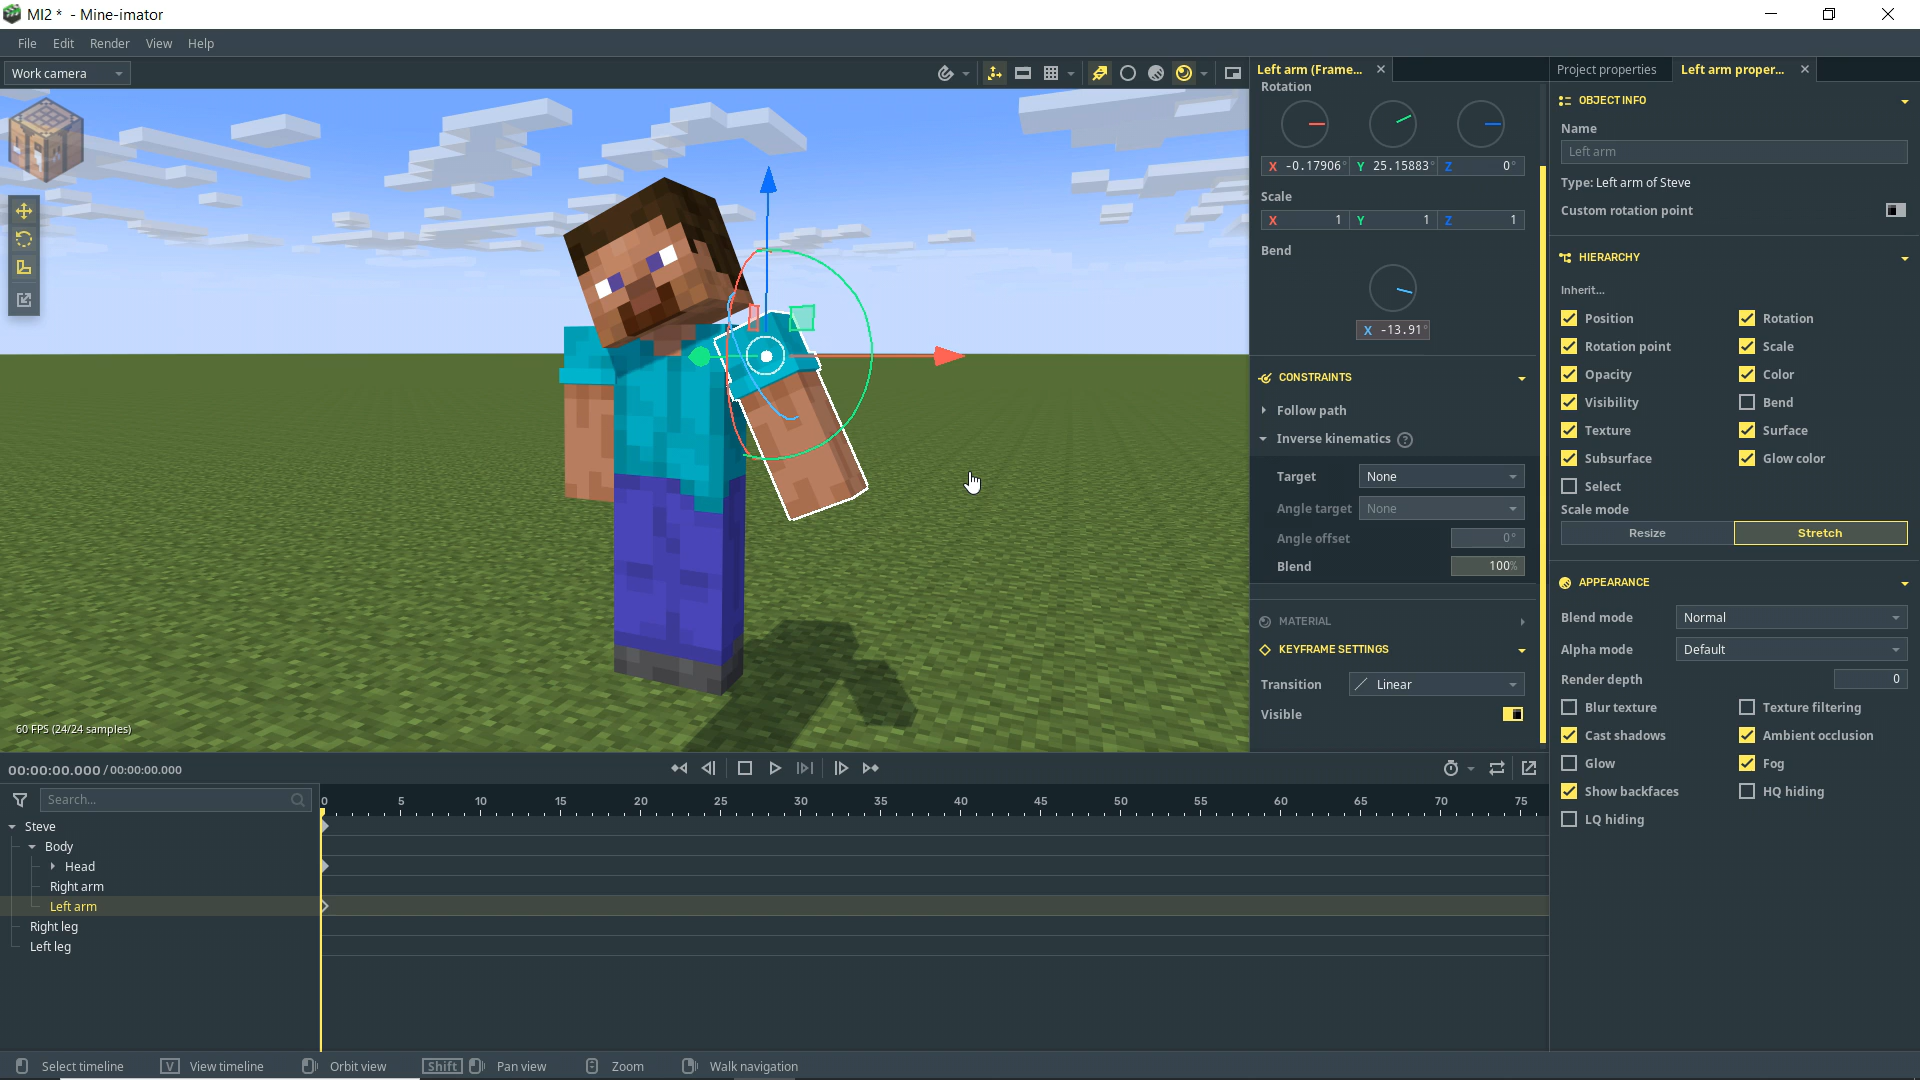 MI2 * - Mine-imator
File Edit Render View Help
Work camera
60 FPS (24/24 samples)
Left arm (Frame...
Rotation
X -0.17906° Y 25.15883° Z 0°
Scale
X 1 Y 1 Z 1
Bend
X -13.91°
CONSTRAINTS
Follow path
Inverse kinematics ?
Target None
Angle target None
Angle offset 0°
Blend 100%
MATERIAL
KEYFRAME SETTINGS
Transition Linear
Visible
Project properties Left arm proper...
OBJECT INFO
Name
Left arm
Type: Left arm of Steve
Custom rotation point
HIERARCHY
Inherit...
Position Rotation
Rotation point Scale
Opacity Color
Visibility Bend
Texture Surface
Subsurface Glow color
Select
Scale mode
Resize Stretch
APPEARANCE
Blend mode Normal
Alpha mode Default
Render depth 0
Blur texture Texture filtering
Cast shadows Ambient occlusion
Glow Fog
Show backfaces HQ hiding
LQ hiding
00:00:00.000 / 00:00:00.000
Search...
0 5 10 15 20 25 30 35 40 45 50 55 60 65 70 75
Steve
Body
Head
Right arm
Left arm
Right leg
Left leg
Select timeline V View timeline Orbit view Shift Pan view Zoom Walk navigation